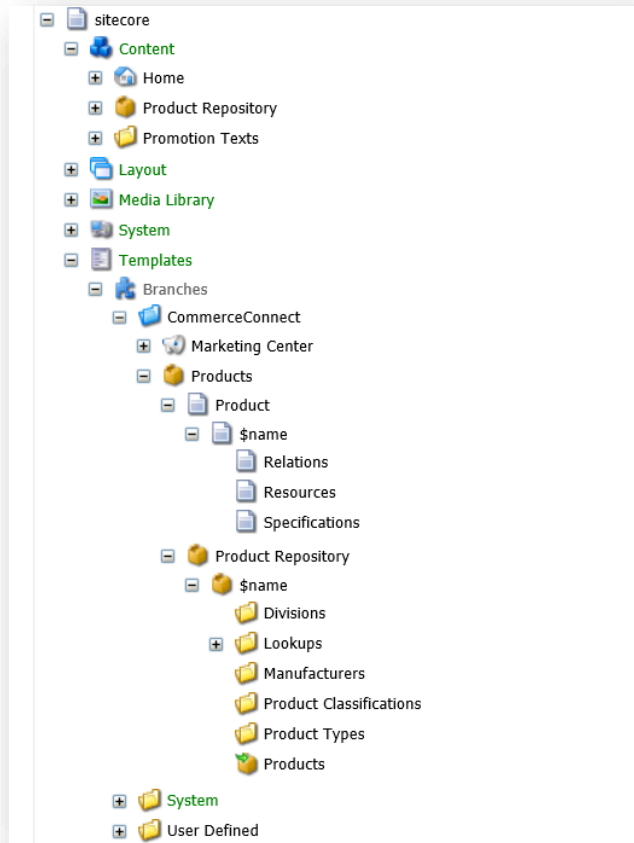 sitecore
Content
Home
Product Repository
Promotion Texts
Layout
Media Library
System
Templates
Branches
CommerceConnect
Marketing Center
Products
Product
$name
Relations
Resources
Specifications
Product Repository
$name
Divisions
Lookups
Manufacturers
Product Classifications
Product Types
Products
System
User Defined